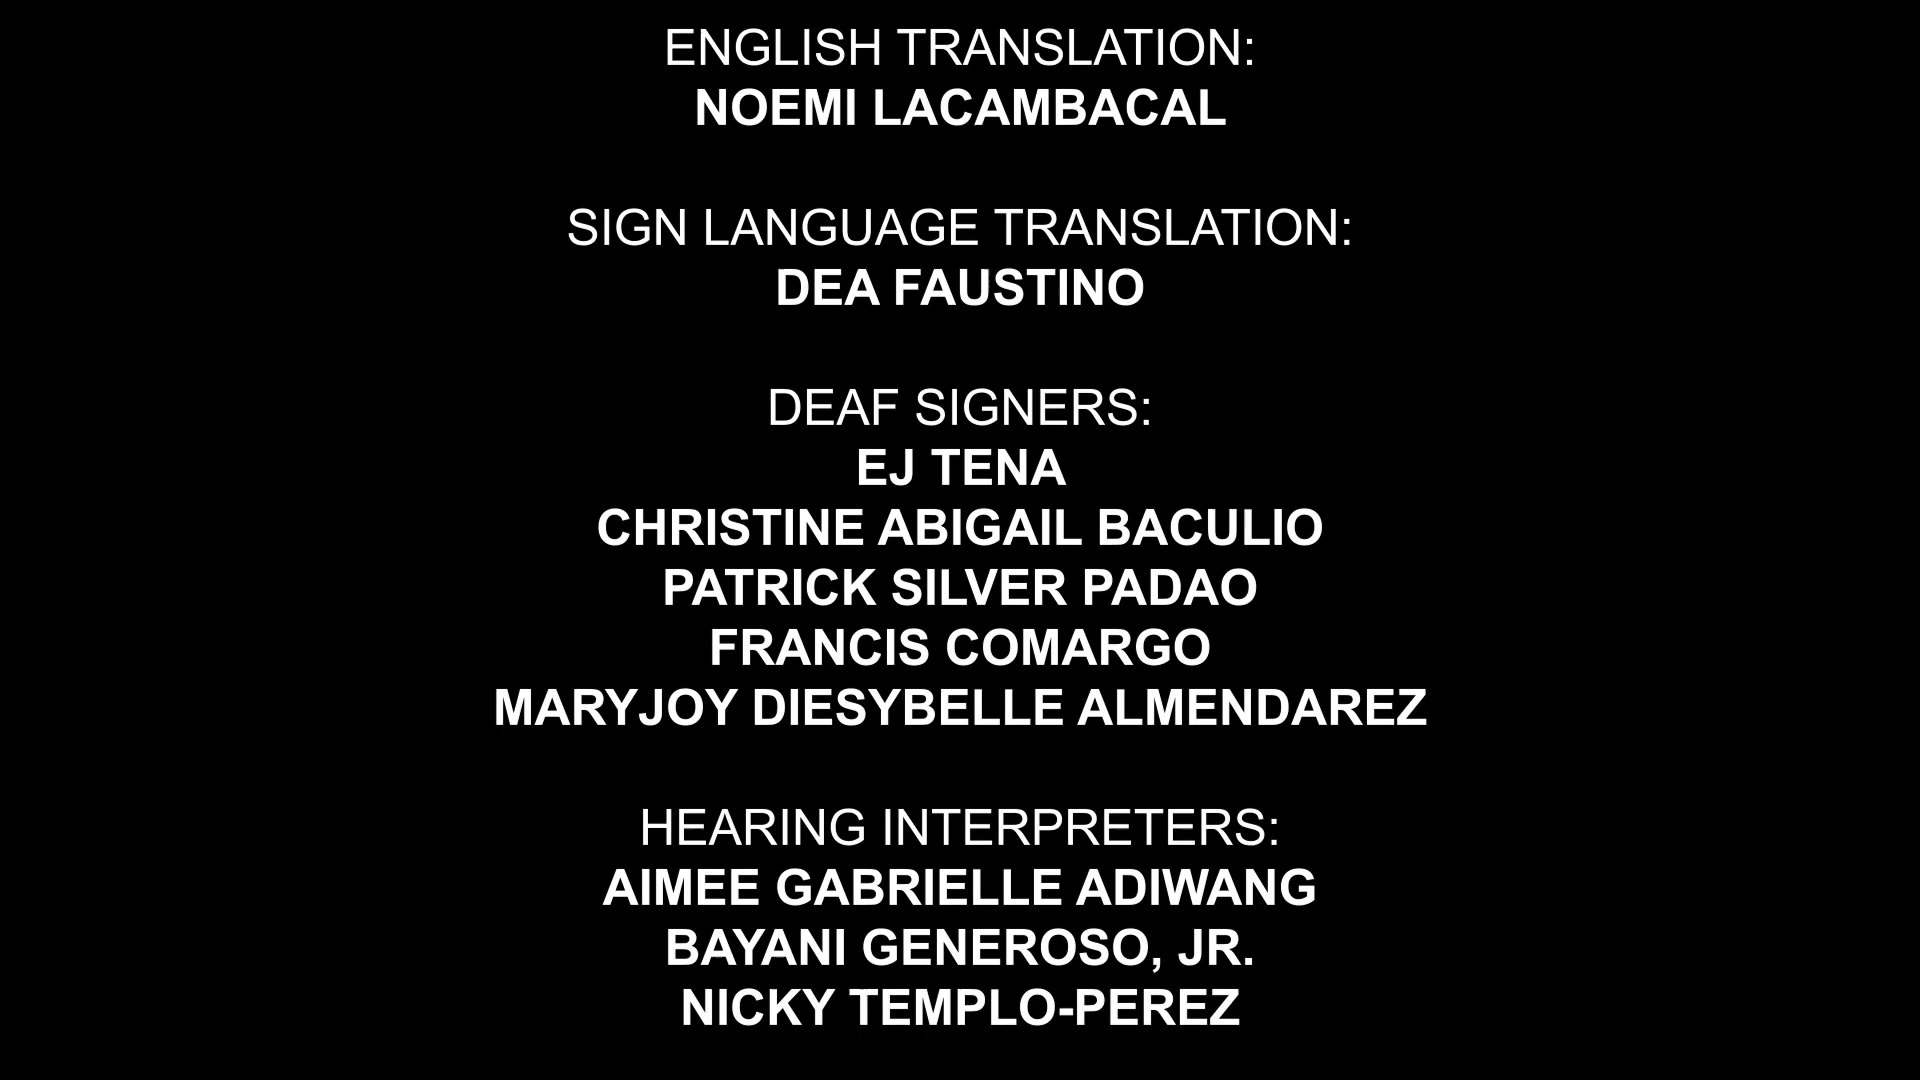 ENGLISH TRANSLATION:
NOEMI LACAMBACAL
SIGN LANGUAGE TRANSLATION:
DEA FAUSTINO
DEAF SIGNERS:
EJ TENA
CHRISTINE ABIGAIL BACULIO
PATRICK SILVER PADAO
FRANCIS COMARGO
MARYJOY DIESYBELLE ALMENDAREZ
HEARING INTERPRETERS:
AIMEE GABRIELLE ADIWANG
BAYANI GENEROSO, JR.
NICKY TEMPLO-PEREZ